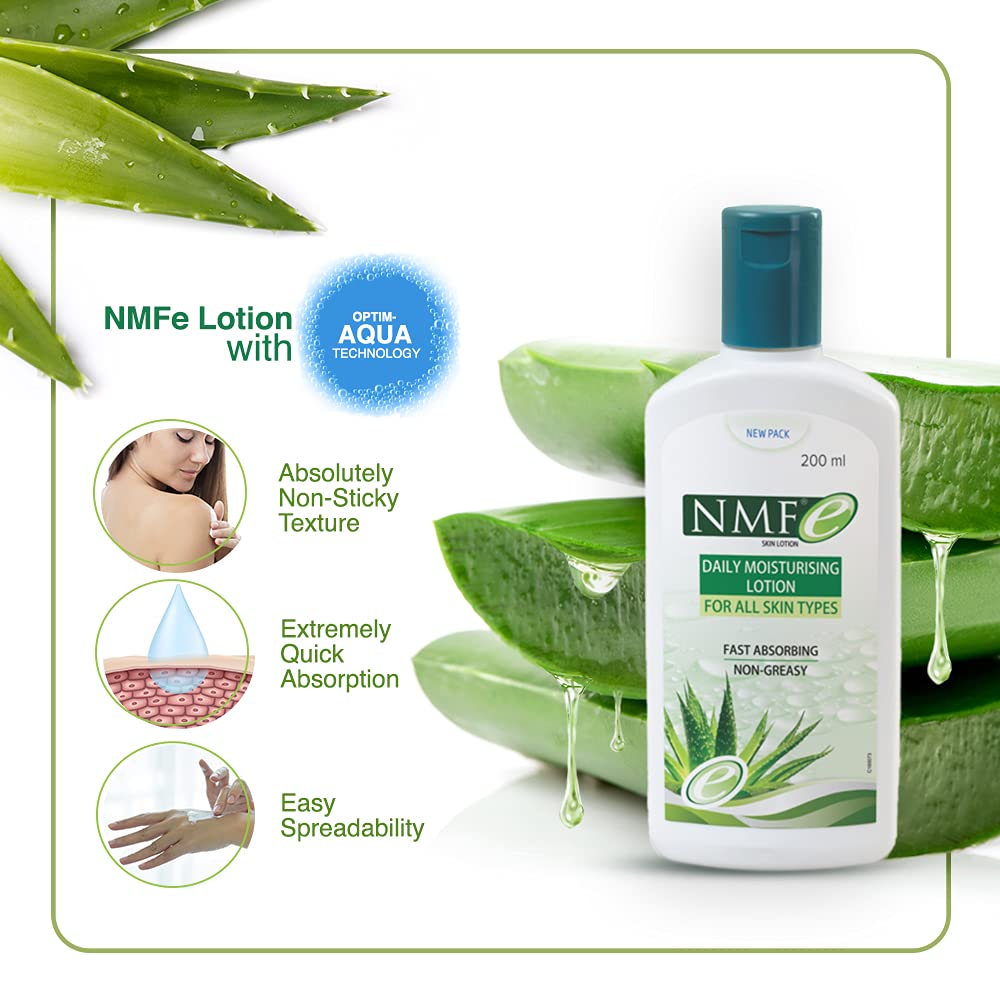 NMFe Lotion
with
OPTIM-
AQUA
TECHNOLOGY
Absolutely
Non-Sticky
Texture
Extremely
Quick
Absorption
Easy
Spreadability
NEW PACK
200 ml
NMF® e
SKIN LOTION
DAILY MOISTURISING
LOTION
FOR ALL SKIN TYPES
FAST ABSORBING
NON-GREASY
e